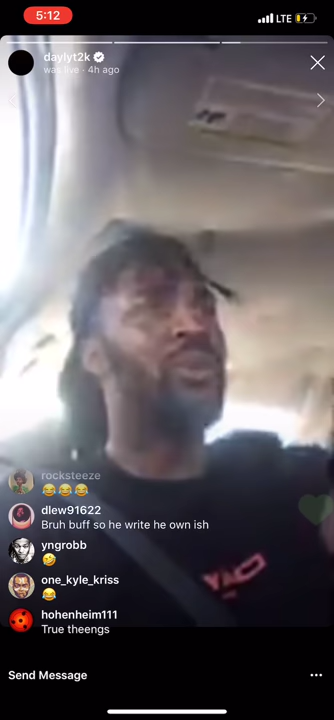 5:12
LTE
daylyt2k
was live · 4h ago
rocksteeze
😂😂😂
dlew91622
Bruh buff so he write he own ish
yngrobb
🤣
one_kyle_kriss
😂
hohenheim111
True theengs
Send Message